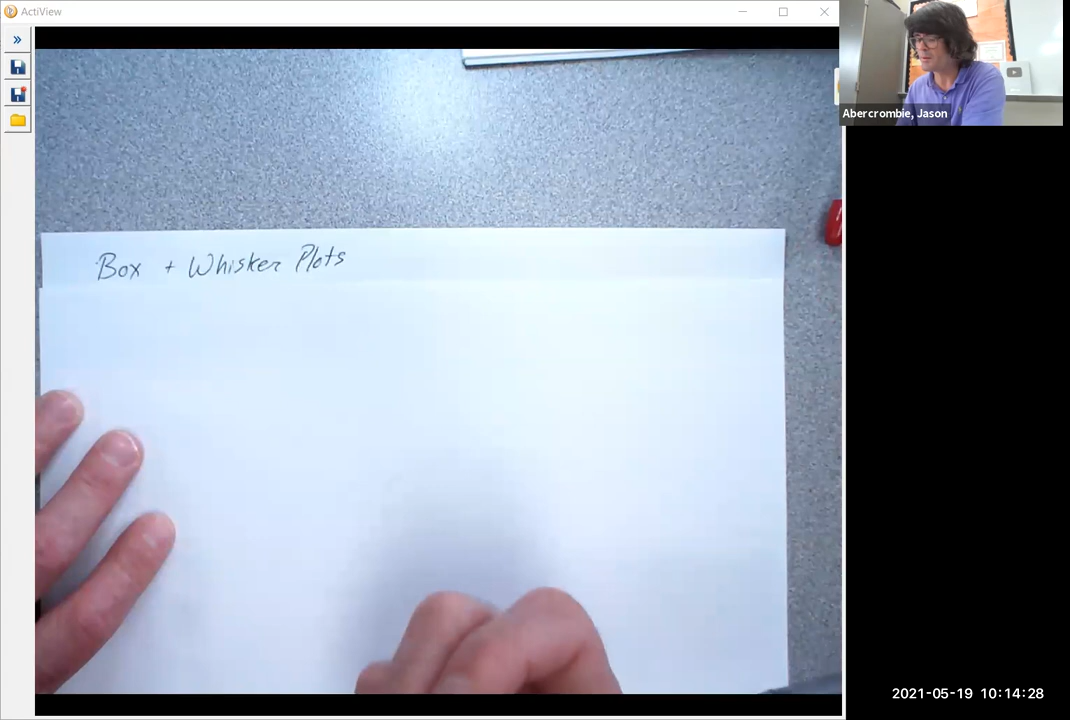 ActiView
Abercrombie, Jason
Box + Whisker Plots
2021-05-19 10:14:28